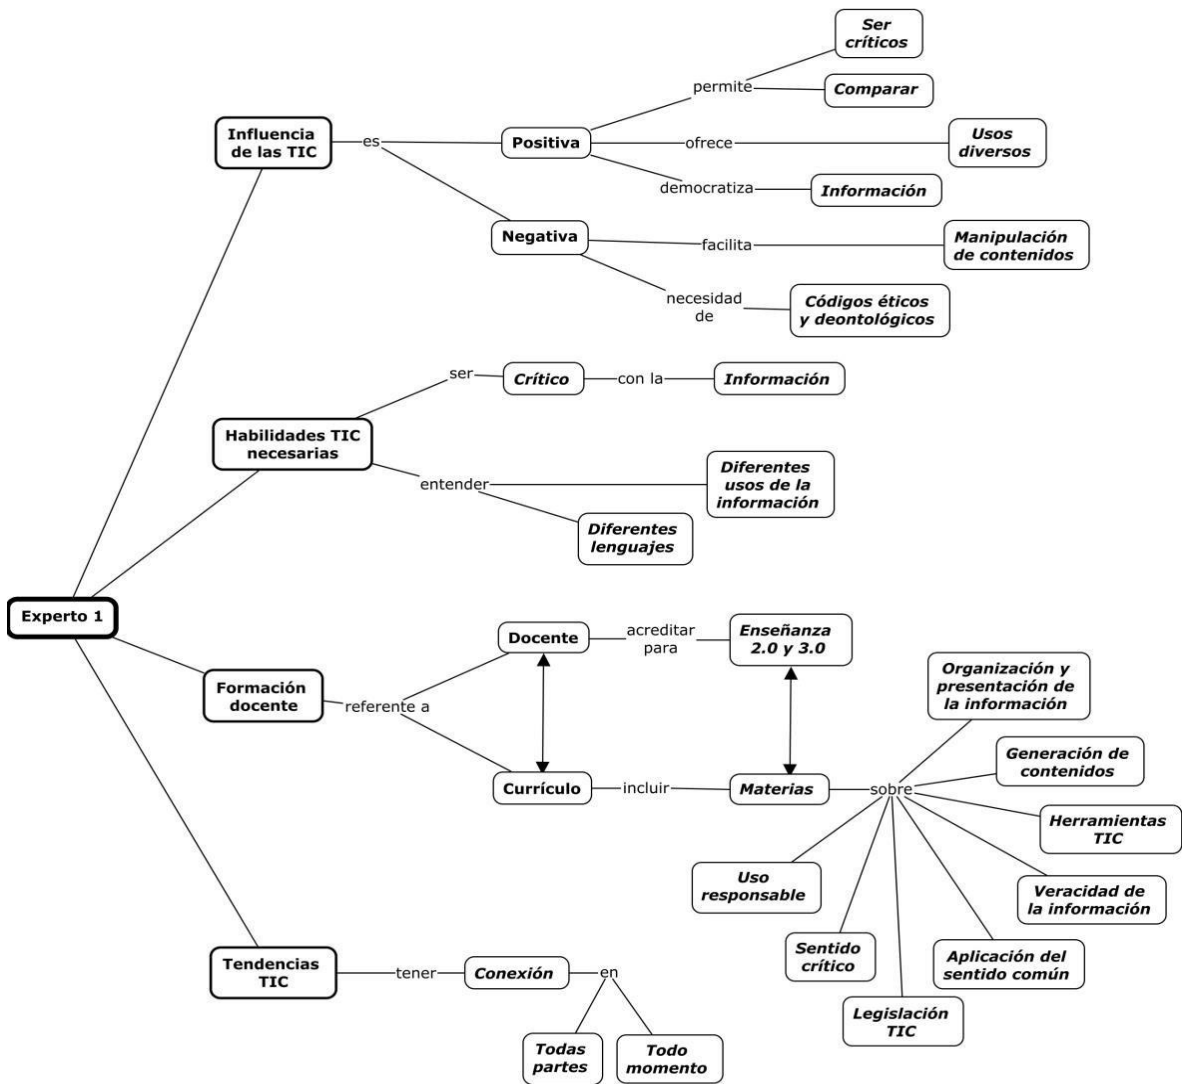 Ser
críticos
permite
Comparar
Influencia
de las TIC
es
Positiva
ofrece
Usos
diversos
democratiza
Información
Negativa
facilita
Manipulación
de contenidos
necesidad
de
Códigos éticos
y deontológicos
ser
Crítico
con la
Información
Habilidades TIC
necesarias
entender
Diferentes
usos de la
información
Diferentes
lenguajes
Experto 1
Formación
docente
referente a
Docente
acreditar
para
Enseñanza
2.0 y 3.0
Currículo
incluir
Materias
sobre
Organización y
presentación de
la información
Generación de
contenidos
Herramientas
TIC
Veracidad de
la información
Aplicación del
sentido común
Legislación
TIC
Sentido
crítico
Uso
responsable
Tendencias
TIC
tener
Conexión
en
Todas
partes
Todo
momento